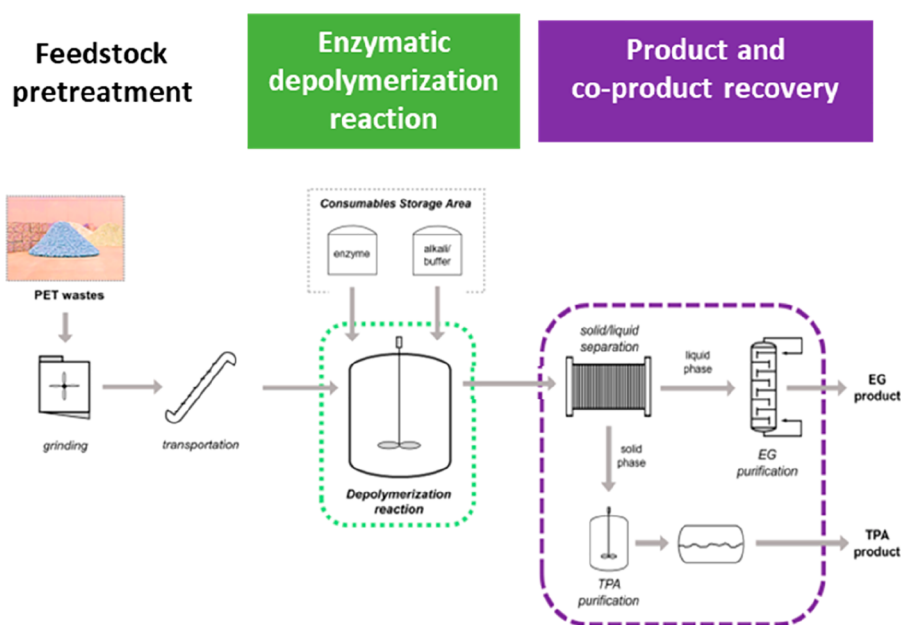 Feedstock
pretreatment
Enzymatic
depolymerization
reaction
Product and
co-product recovery
Consumables Storage Area
enzyme
alkali/
buffer
PET wastes
grinding
transportation
Depolymerization
reaction
solid/liquid
separation
liquid
phase
solid
phase
EG
purification
EG
product
TPA
purification
TPA
product